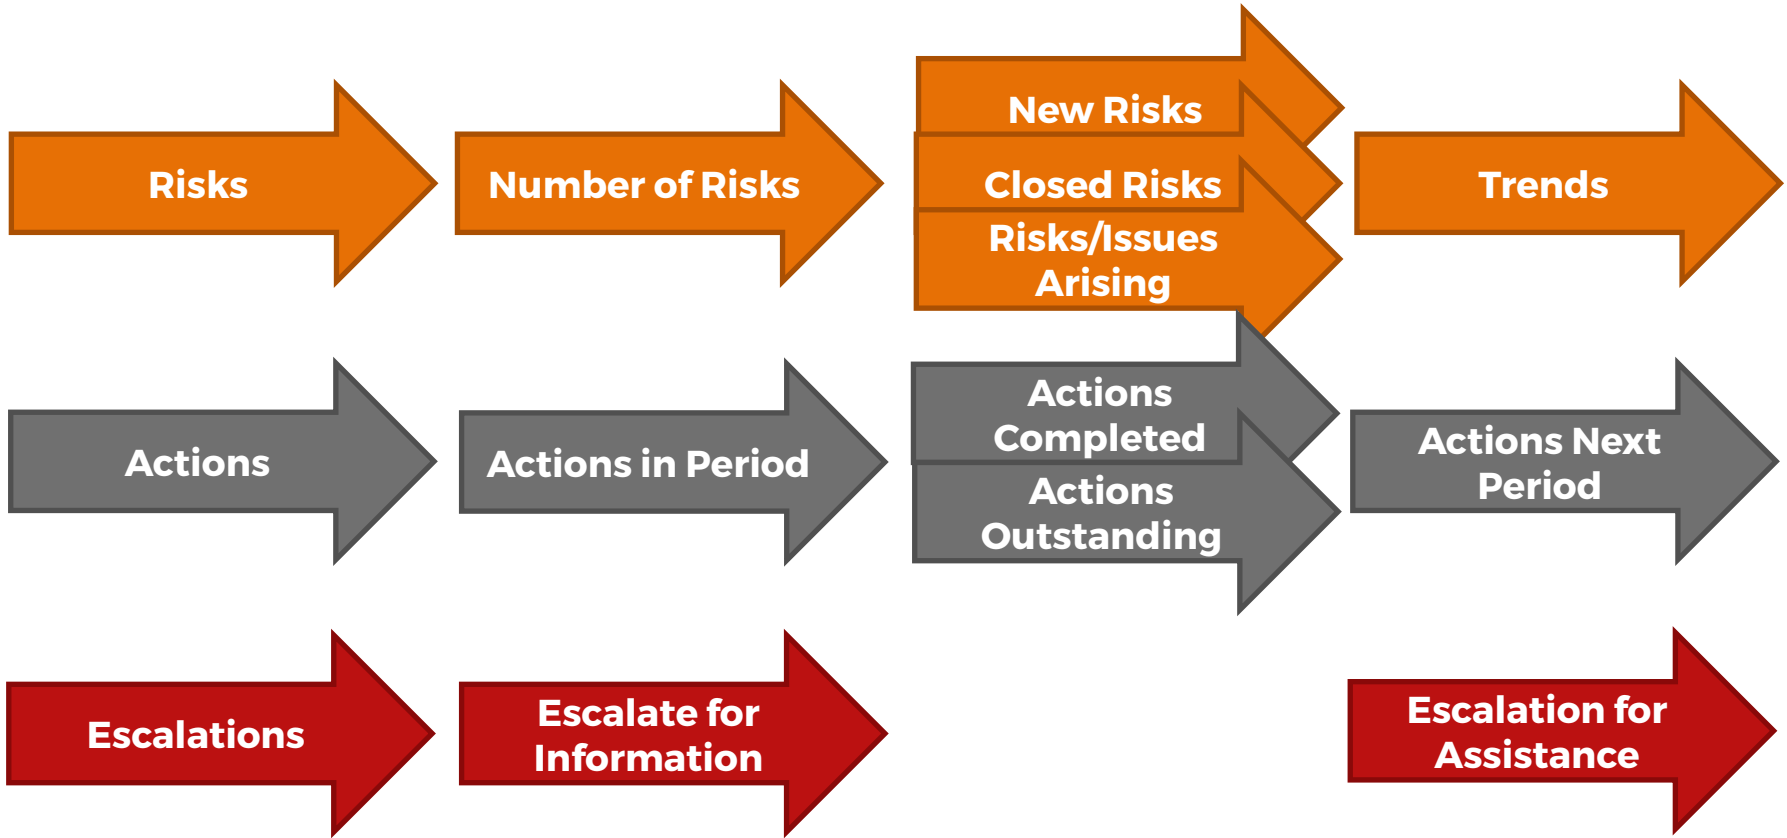 Risks
Number of Risks
New Risks
Closed Risks
Risks/Issues
Arising
Trends
Actions
Actions in Period
Actions
Completed
Actions
Outstanding
Actions Next
Period
Escalations
Escalate for
Information
Escalation for
Assistance